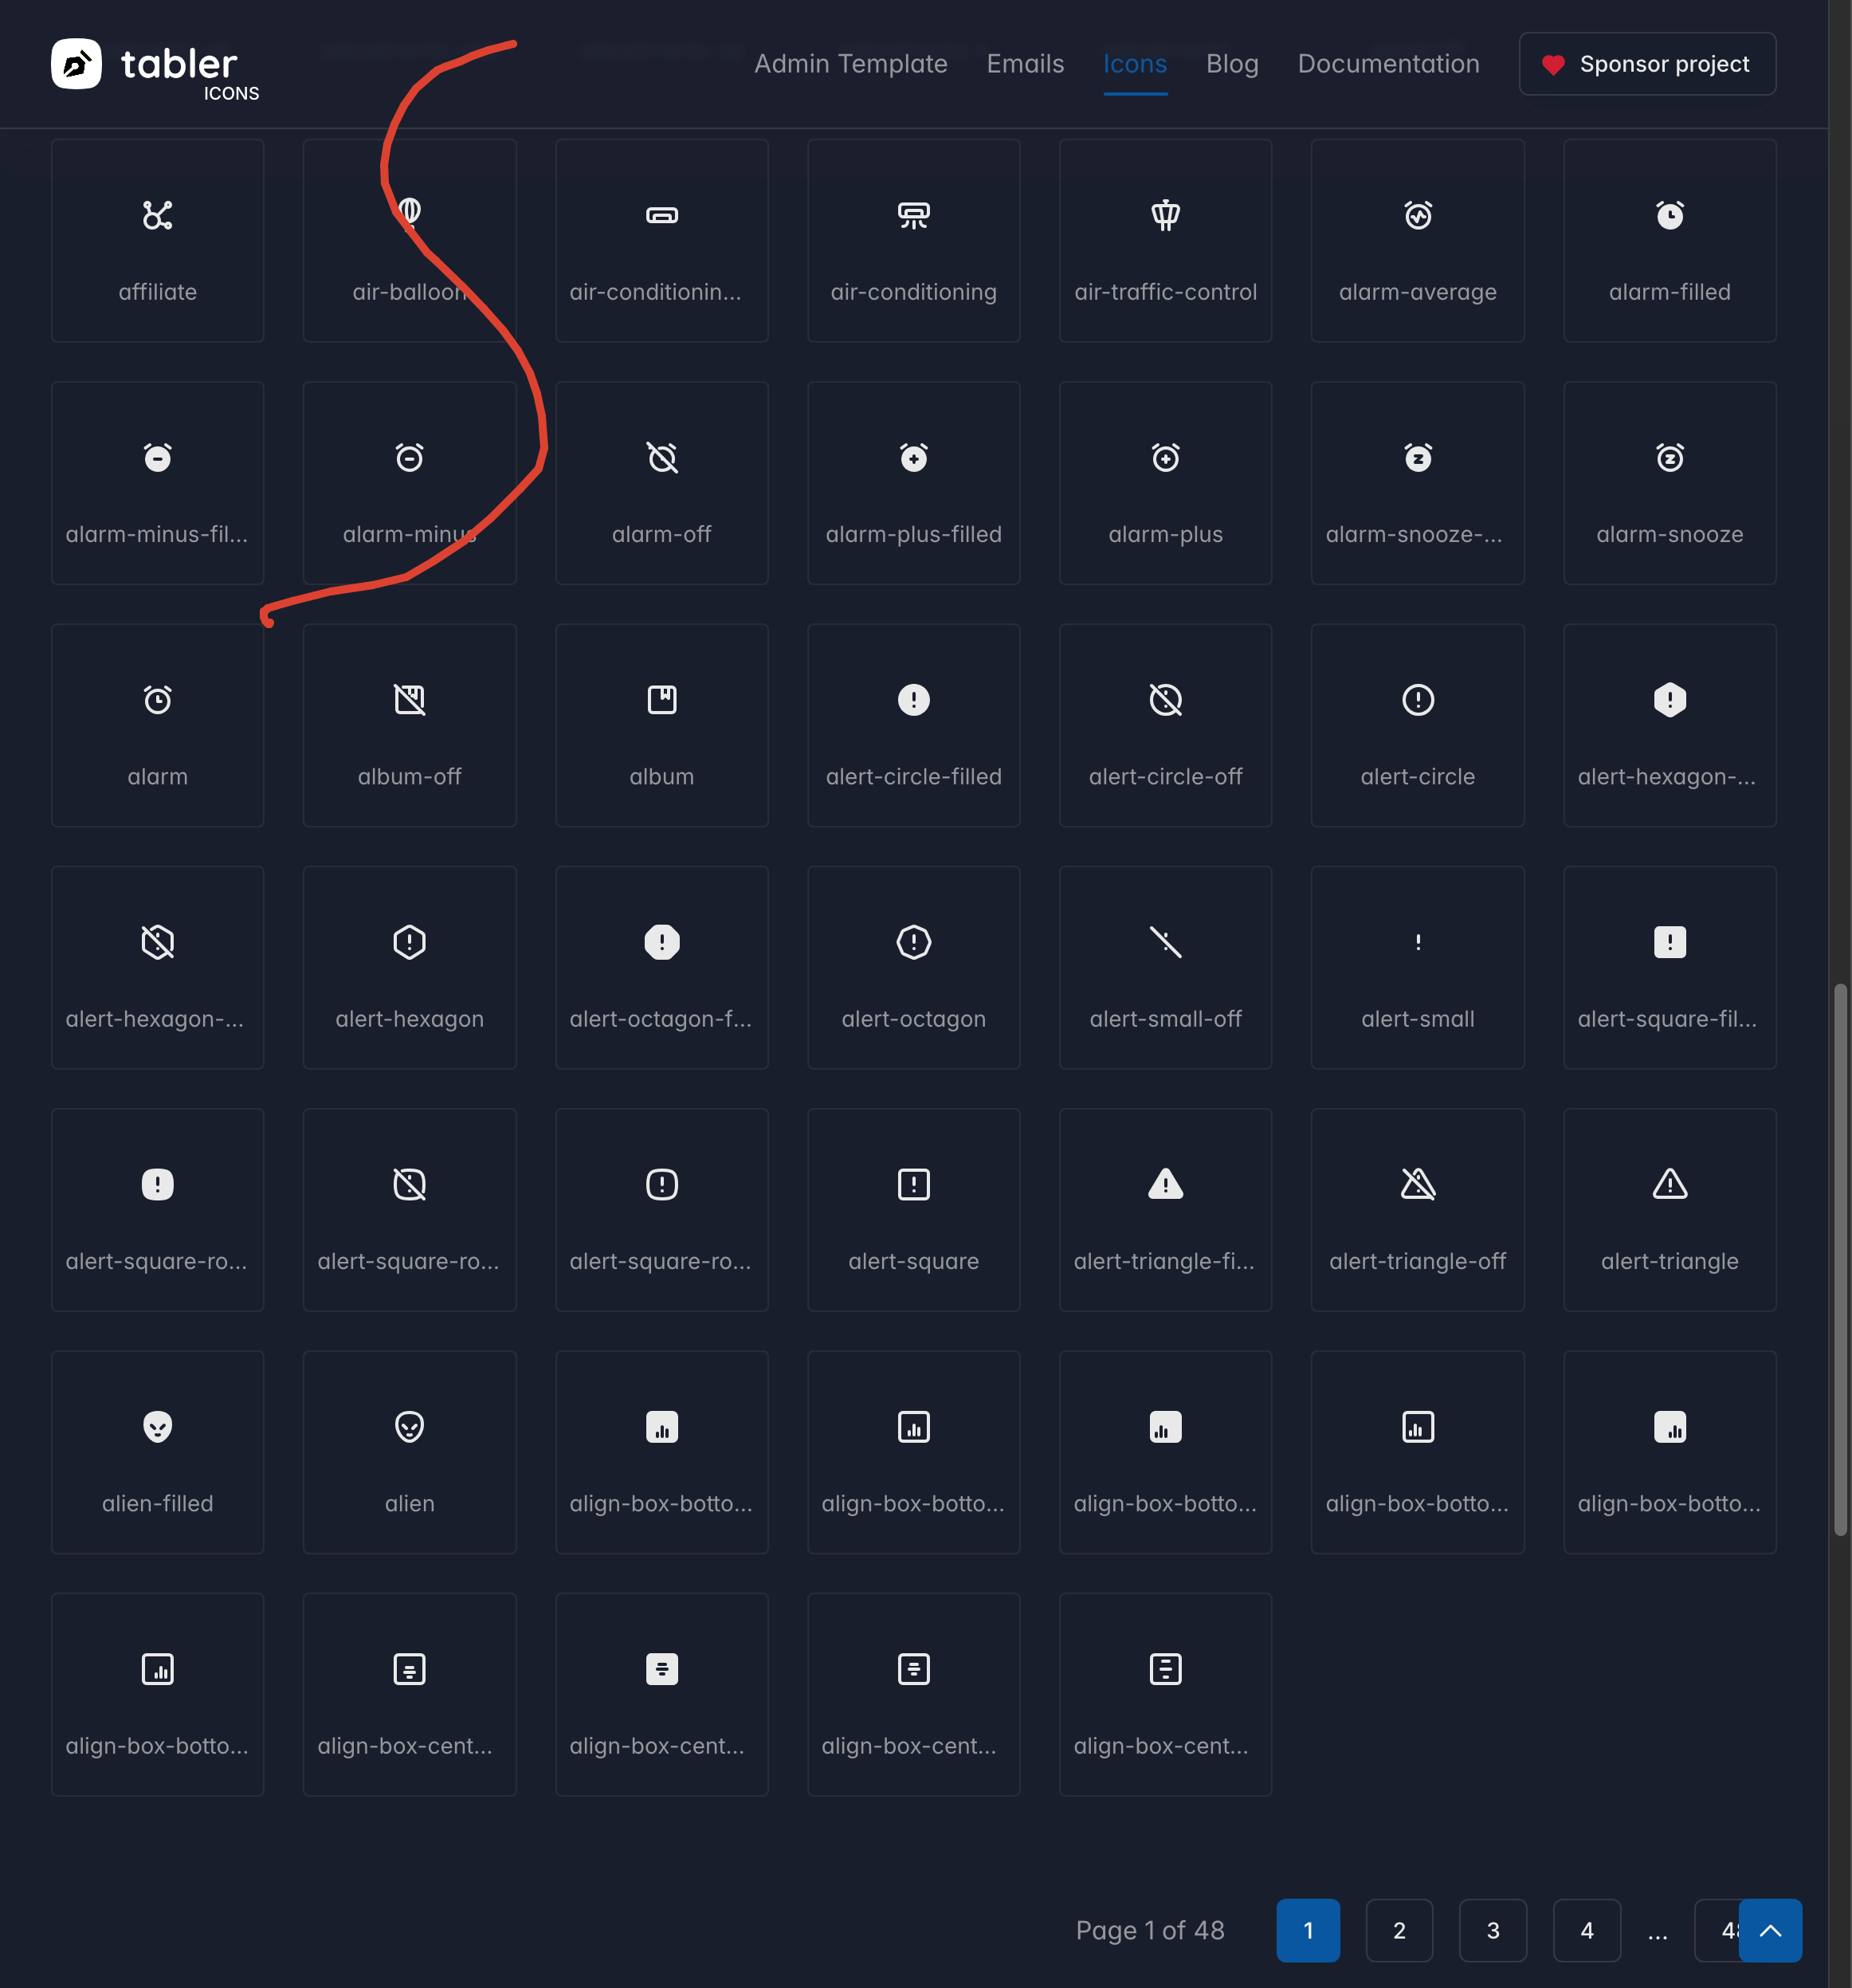 tabler
ICONS
Admin Template Emails Icons Blog Documentation Sponsor project
affiliate air-balloon air-conditionin... air-conditioning air-traffic-control alarm-average alarm-filled
alarm-minus-fil... alarm-minus alarm-off alarm-plus-filled alarm-plus alarm-snooze-... alarm-snooze
alarm album-off album alert-circle-filled alert-circle-off alert-circle alert-hexagon-...
alert-hexagon-... alert-hexagon alert-octagon-f... alert-octagon alert-small-off alert-small alert-square-fil...
alert-square-ro... alert-square-ro... alert-square-ro... alert-square alert-triangle-fi... alert-triangle-off alert-triangle
alien-filled alien align-box-botto... align-box-botto... align-box-botto... align-box-botto... align-box-botto...
align-box-botto... align-box-cent... align-box-cent... align-box-cent... align-box-cent...
Page 1 of 48 1 2 3 4 ...